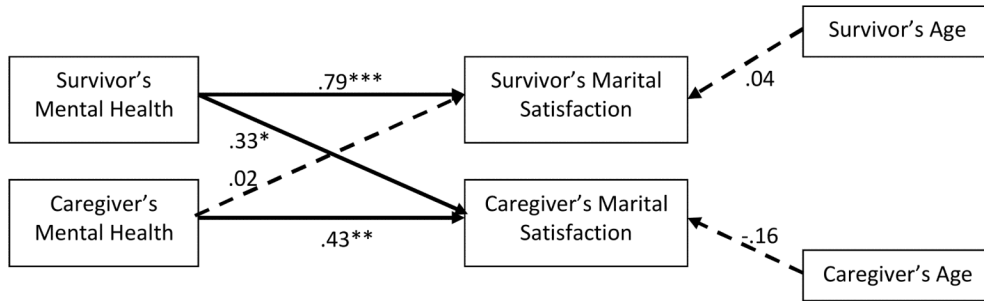 Survivor’s Age
Survivor’s
Mental Health
.79***
Survivor’s Marital
Satisfaction
.04
.33*
.02
Caregiver’s
Mental Health
.43**
Caregiver’s Marital
Satisfaction
-.16
Caregiver’s Age